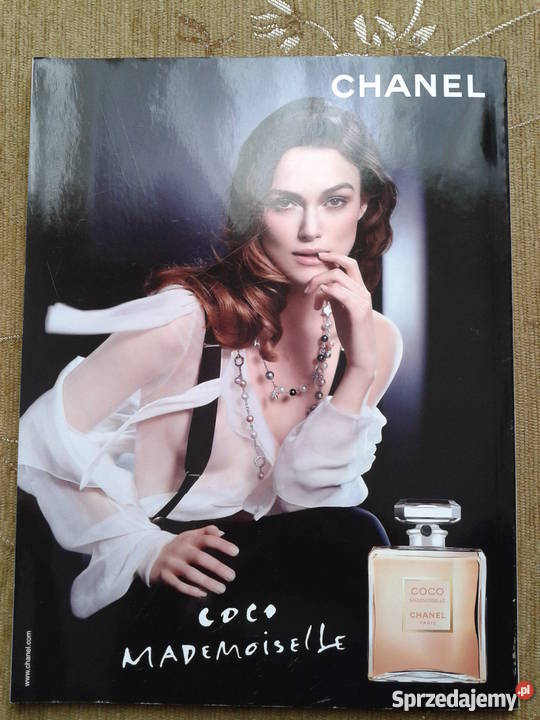 CHANEL
COCO
MADEMOISELLE
CHANEL
PARIS
COCO
MADEMOISELLE
www.chanel.com
Sprzedajemy.pl